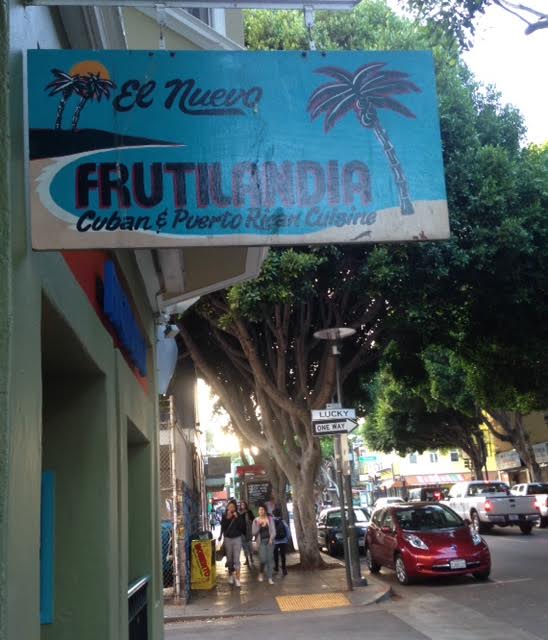 El Nuevo
FRUTILANDIA
Cuban & Puerto Rican Cuisine
LUCKY
ONE WAY